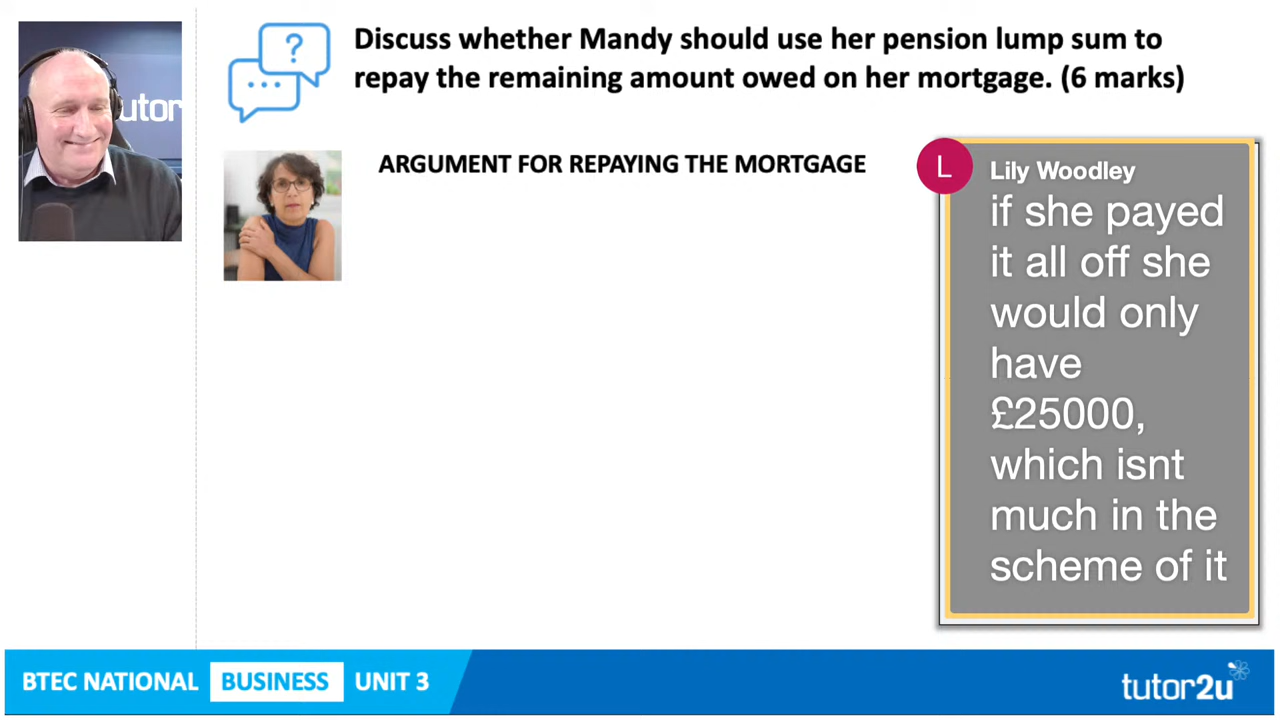 Discuss whether Mandy should use her pension lump sum to
repay the remaining amount owed on her mortgage. (6 marks)
?
utor
ARGUMENT FOR REPAYING THE MORTGAGE
L
Lily Woodley
if she payed
it all off she
would only
have
£25000,
which isnt
much in the
scheme of it
BTEC NATIONAL BUSINESS UNIT 3
tutor2u